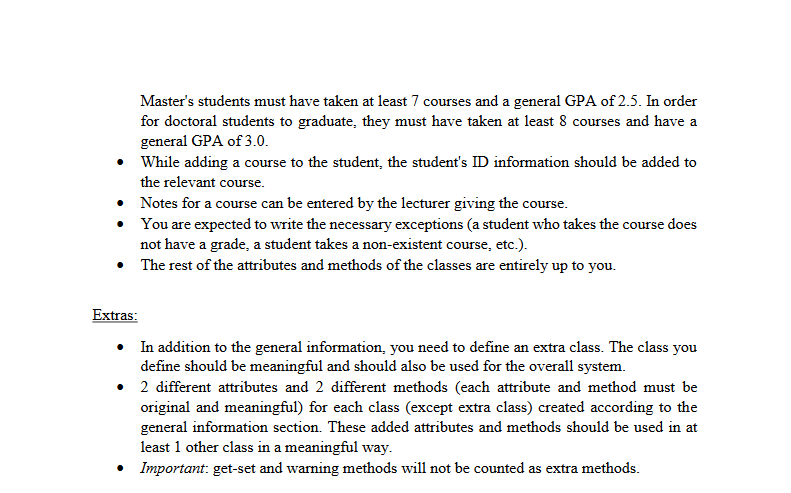 Master's students must have taken at least 7 courses and a general GPA of 2.5. In order
for doctoral students to graduate, they must have taken at least 8 courses and have a
general GPA of 3.0.
• While adding a course to the student, the student's ID information should be added to
the relevant course.
• Notes for a course can be entered by the lecturer giving the course.
• You are expected to write the necessary exceptions (a student who takes the course does
not have a grade, a student takes a non-existent course, etc.).
• The rest of the attributes and methods of the classes are entirely up to you.
Extras:
• In addition to the general information, you need to define an extra class. The class you
define should be meaningful and should also be used for the overall system.
• 2 different attributes and 2 different methods (each attribute and method must be
original and meaningful) for each class (except extra class) created according to the
general information section. These added attributes and methods should be used in at
least 1 other class in a meaningful way.
• Important: get-set and warning methods will not be counted as extra methods.